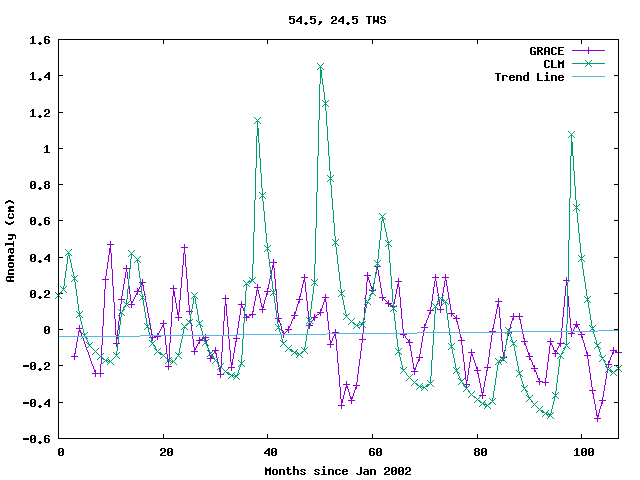 54.5, 24.5 TWS
GRACE
CLM
Trend Line
Anomaly (cm)
1.6
1.4
1.2
1
0.8
0.6
0.4
0.2
0
-0.2
-0.4
-0.6
0 20 40 60 80 100
Months since Jan 2002